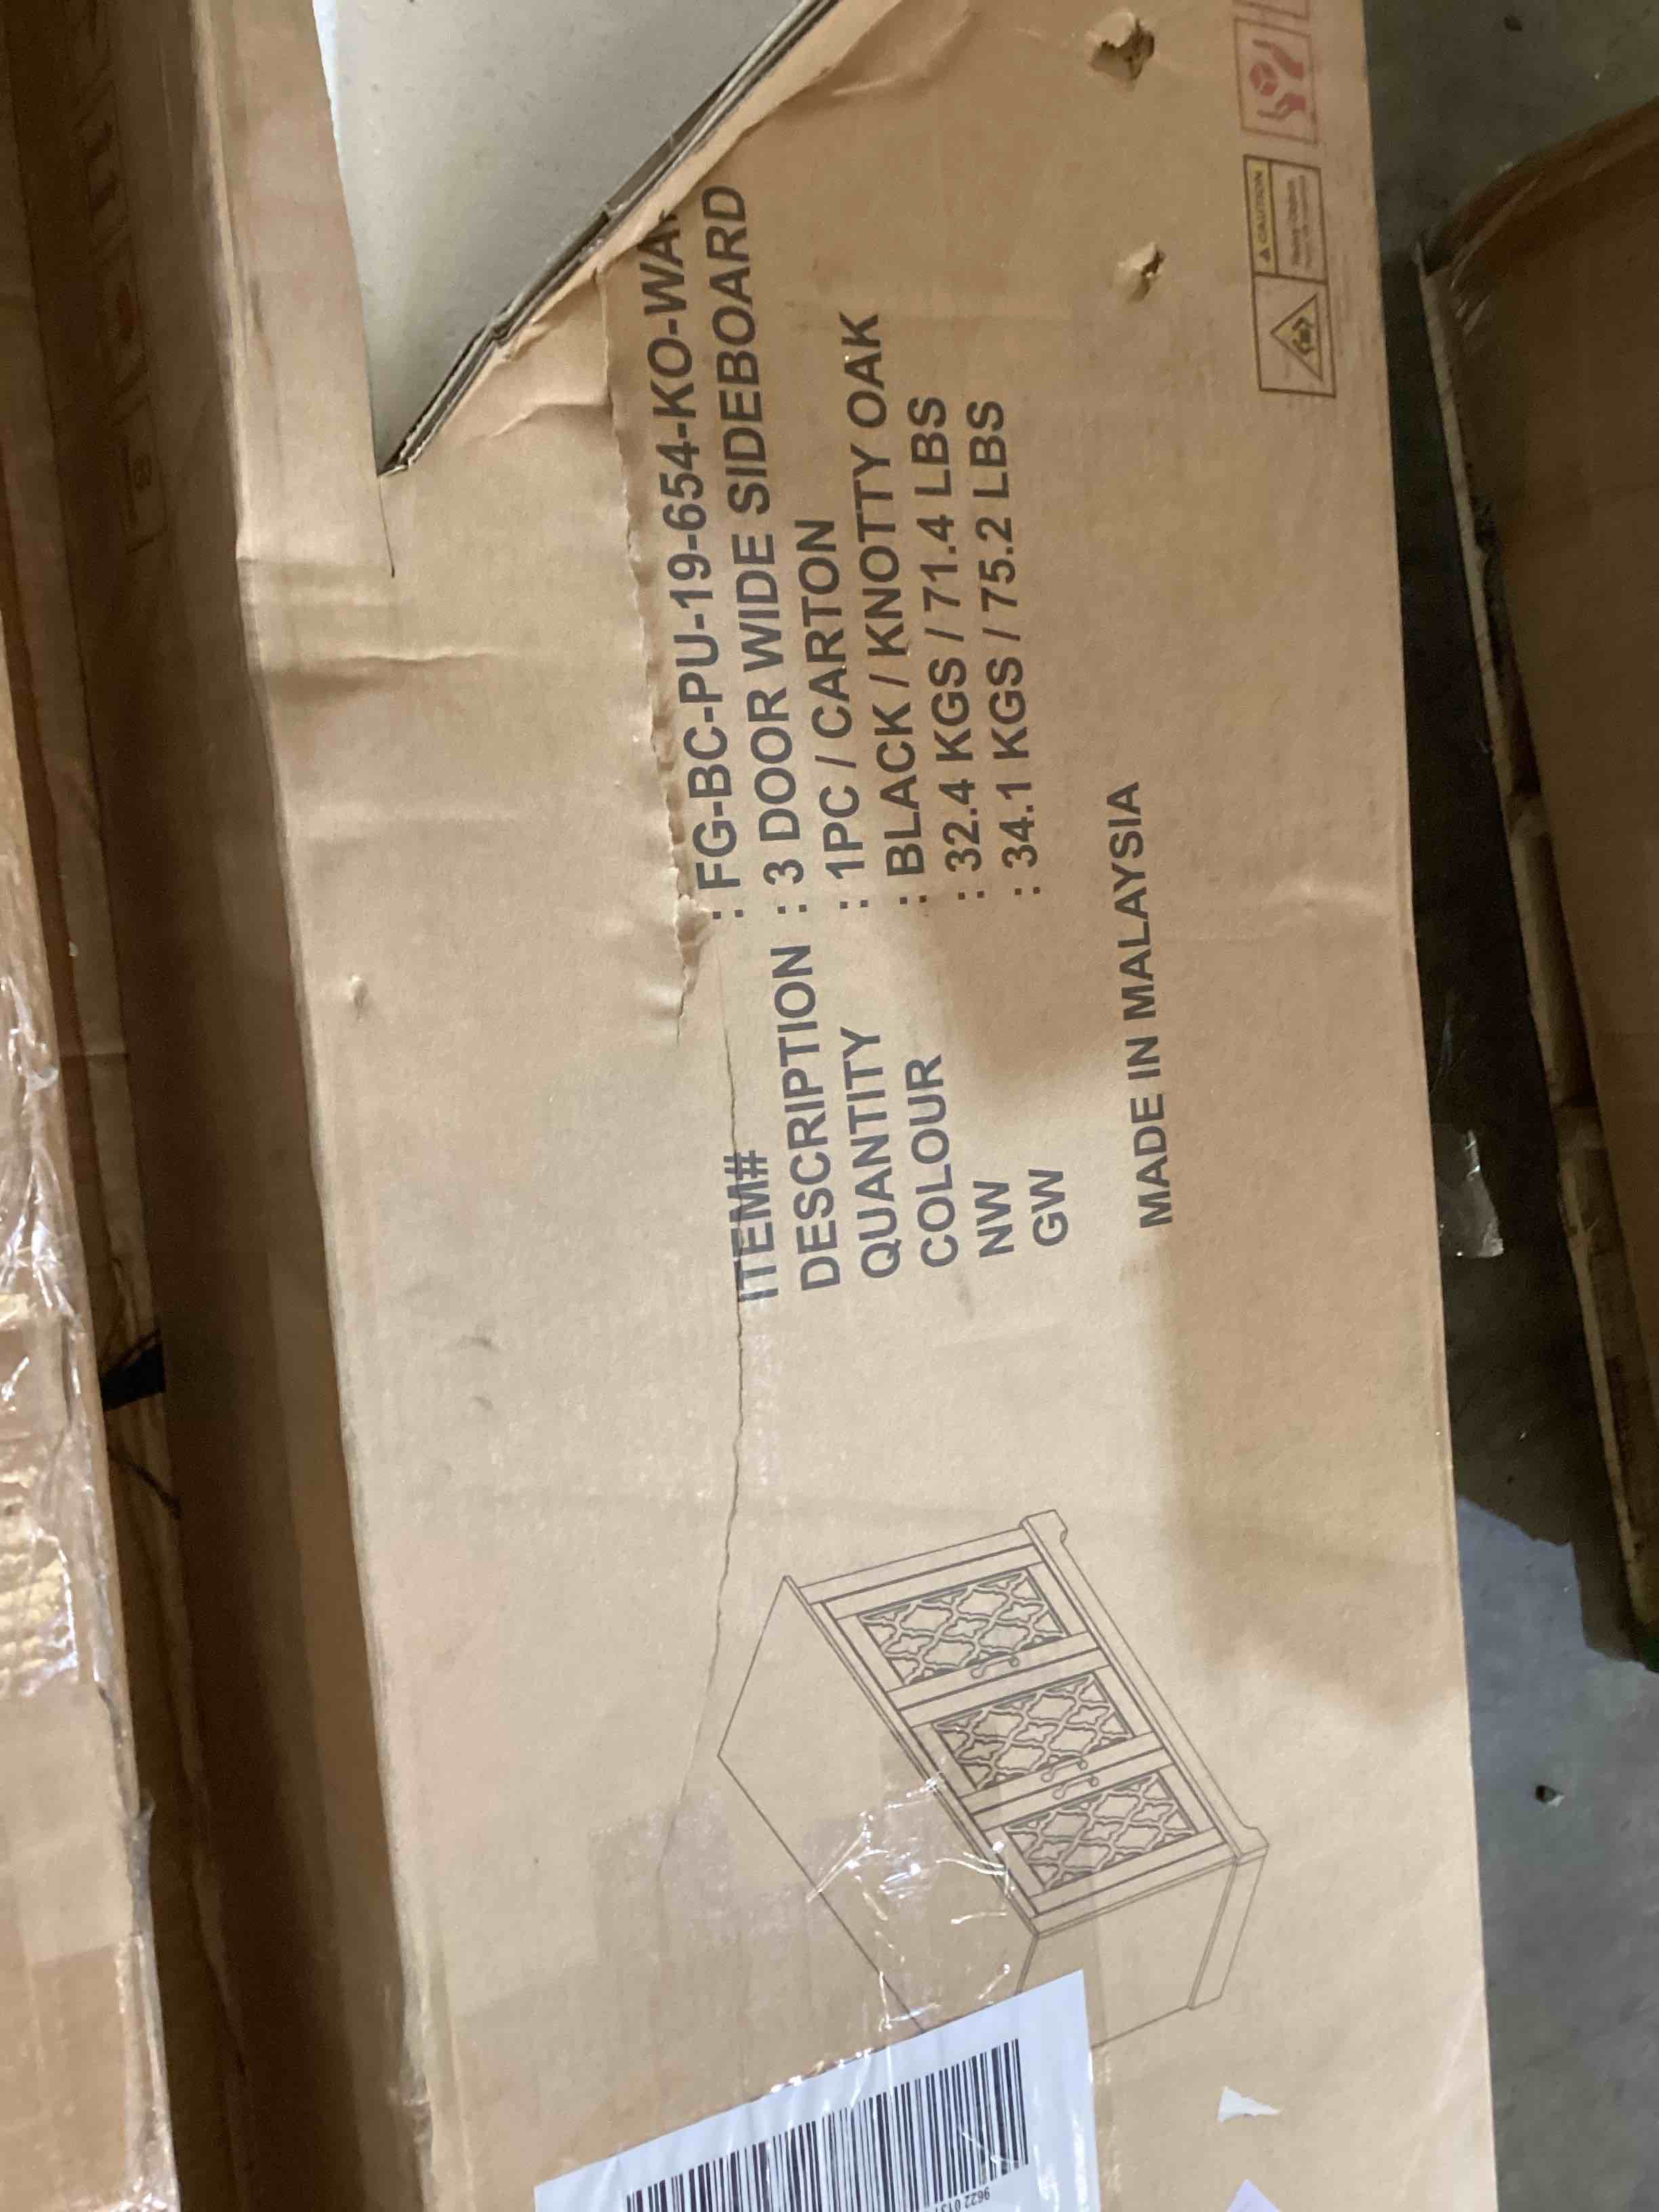 ITEM# : FG-BC-PU-19-654-KO-WA
DESCRIPTION : 3 DOOR WIDE SIDEBOARD
QUANTITY : 1PC / CARTON
COLOUR : BLACK / KNOTTY OAK
NW : 32.4 KGS / 71.4 LBS
GW : 34.1 KGS / 75.2 LBS
MADE IN MALAYSIA
CAUTION
9622 013